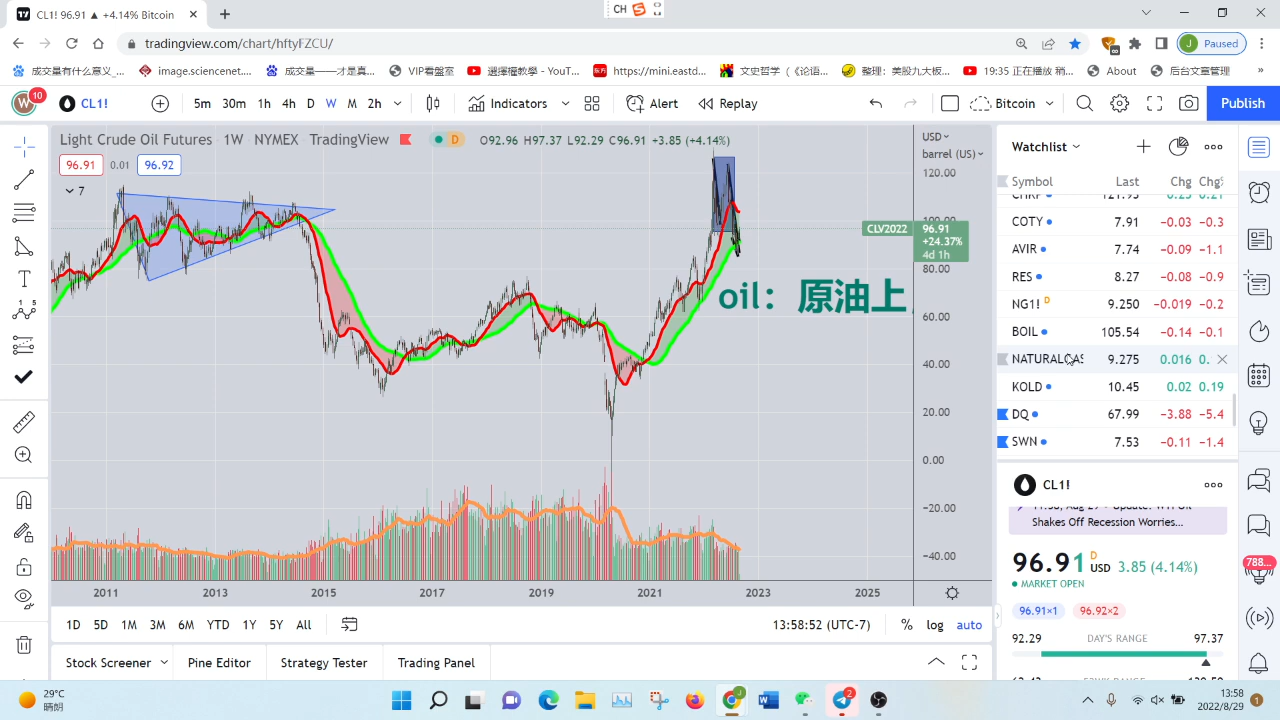 CL1! 96.91 ▲ +4.14% Bitcoin
CH
tradingview.com/chart/hftyFZCU/
Paused
成交量有什么意义_...
image.sciencenet....
成交量——才是真...
VIP看盤室
選擇權教學 - YouT...
https://mini.eastd...
文史哲学（《论语...
整理：美股九大板...
19:35 正在播放 稍...
About
后台文章管理
»
W 10
CL1!
5m 30m 1h 4h D W M 2h
Indicators
Alert
Replay
Bitcoin
Publish
Light Crude Oil Futures · 1W · NYMEX · TradingView
D
O92.96 H97.37 L92.29 C96.91 +3.85 (+4.14%)
96.91 0.01 96.92
7
USD
barrel (US)
120.00
100.00
CLV2022 96.91
+24.37%
4d 1h
80.00
60.00
40.00
20.00
0.00
−20.00
−40.00
oil：原油上
2011 2013 2015 2017 2019 2021 2023 2025
1D 5D 1M 3M 6M YTD 1Y 5Y All
13:58:52 (UTC-7)
% log auto
Stock Screener
Pine Editor
Strategy Tester
Trading Panel
Watchlist
Symbol Last Chg Chg%
COTY 7.91 −0.03 −0.3
AVIR 7.74 −0.09 −1.1
RES 8.27 −0.08 −0.9
NG1! D 9.250 −0.019 −0.2
BOIL 105.54 −0.14 −0.1
NATURALGAS 9.275 0.016 0.
KOLD 10.45 0.02 0.19
DQ 67.99 −3.88 −5.4
SWN 7.53 −0.11 −1.4
CL1!
Shakes Off Recession Worries...
96.91 D USD 3.85 (4.14%)
MARKET OPEN
96.91×1 96.92×2
92.29 DAY'S RANGE 97.37
788...
29°C
晴朗
13:58
2022/8/29
1